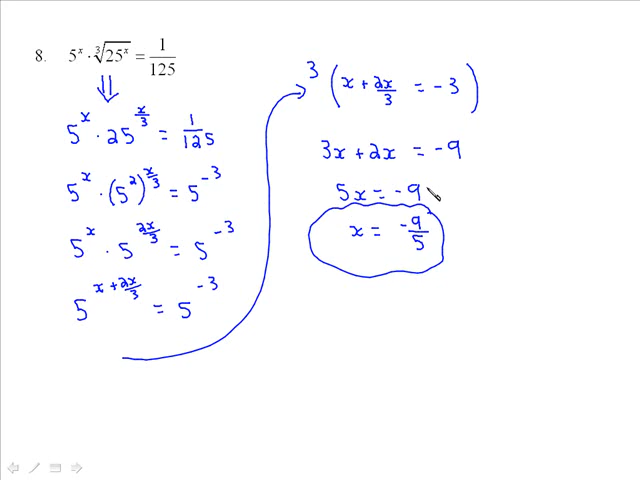 8. 5^x · ∛(25^x) = 1/125
⇓
5^x · 25^(x/3) = 1/125
5^x · (5^2)^(x/3) = 5^-3
5^x · 5^(2x/3) = 5^-3
5^(x + 2x/3) = 5^-3
3 (x + 2x/3 = -3)
3x + 2x = -9
5x = -9
x = -9/5